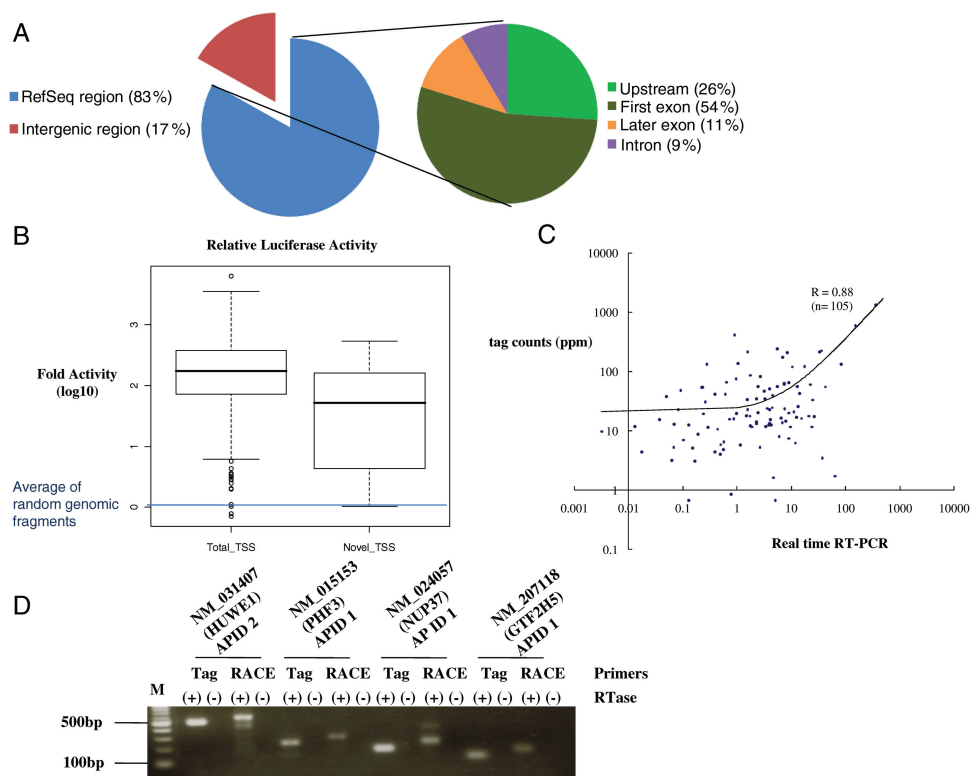 A
RefSeq region (83%)
Intergenic region (17%)
Upstream (26%)
First exon (54%)
Later exon (11%)
Intron (9%)
B
Relative Luciferase Activity
Fold Activity
(log10)
3
2
1
0
Average of
random genomic
fragments
Total_TSS
Novel_TSS
C
10000
1000
100
10
1
0.1
tag counts (ppm)
R = 0.88
(n= 105)
0.001
0.01
0.1
1
10
100
1000
10000
Real time RT-PCR
D
NM_031407
(HUWE1)
APID 2
NM_015153
(PHF3)
APID 1
NM_024057
(NUP37)
AP ID 1
NM_207118
(GTF2H5)
APID 1
Tag RACE Tag RACE Tag RACE Tag RACE Primers
M (+) (-) (+) (-) (+) (-) (+) (-) (+) (-) (+) (-) (+) (-) (+) (-) RTase
500bp
100bp